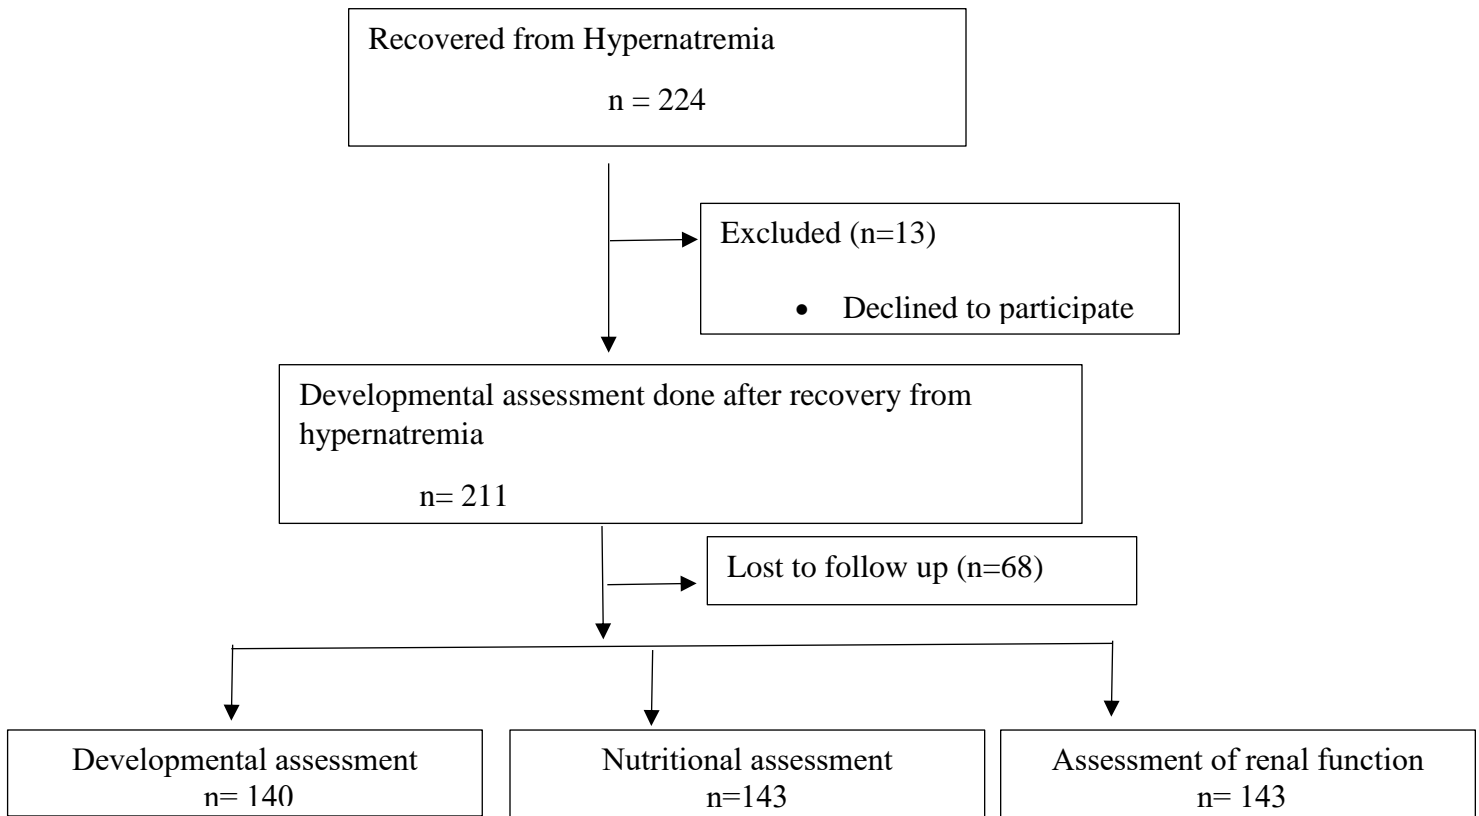 Recovered from Hypernatremia
n = 224
Excluded (n=13)
• Declined to participate
Developmental assessment done after recovery from
hypernatremia
n= 211
Lost to follow up (n=68)
Developmental assessment
n= 140
Nutritional assessment
n=143
Assessment of renal function
n= 143